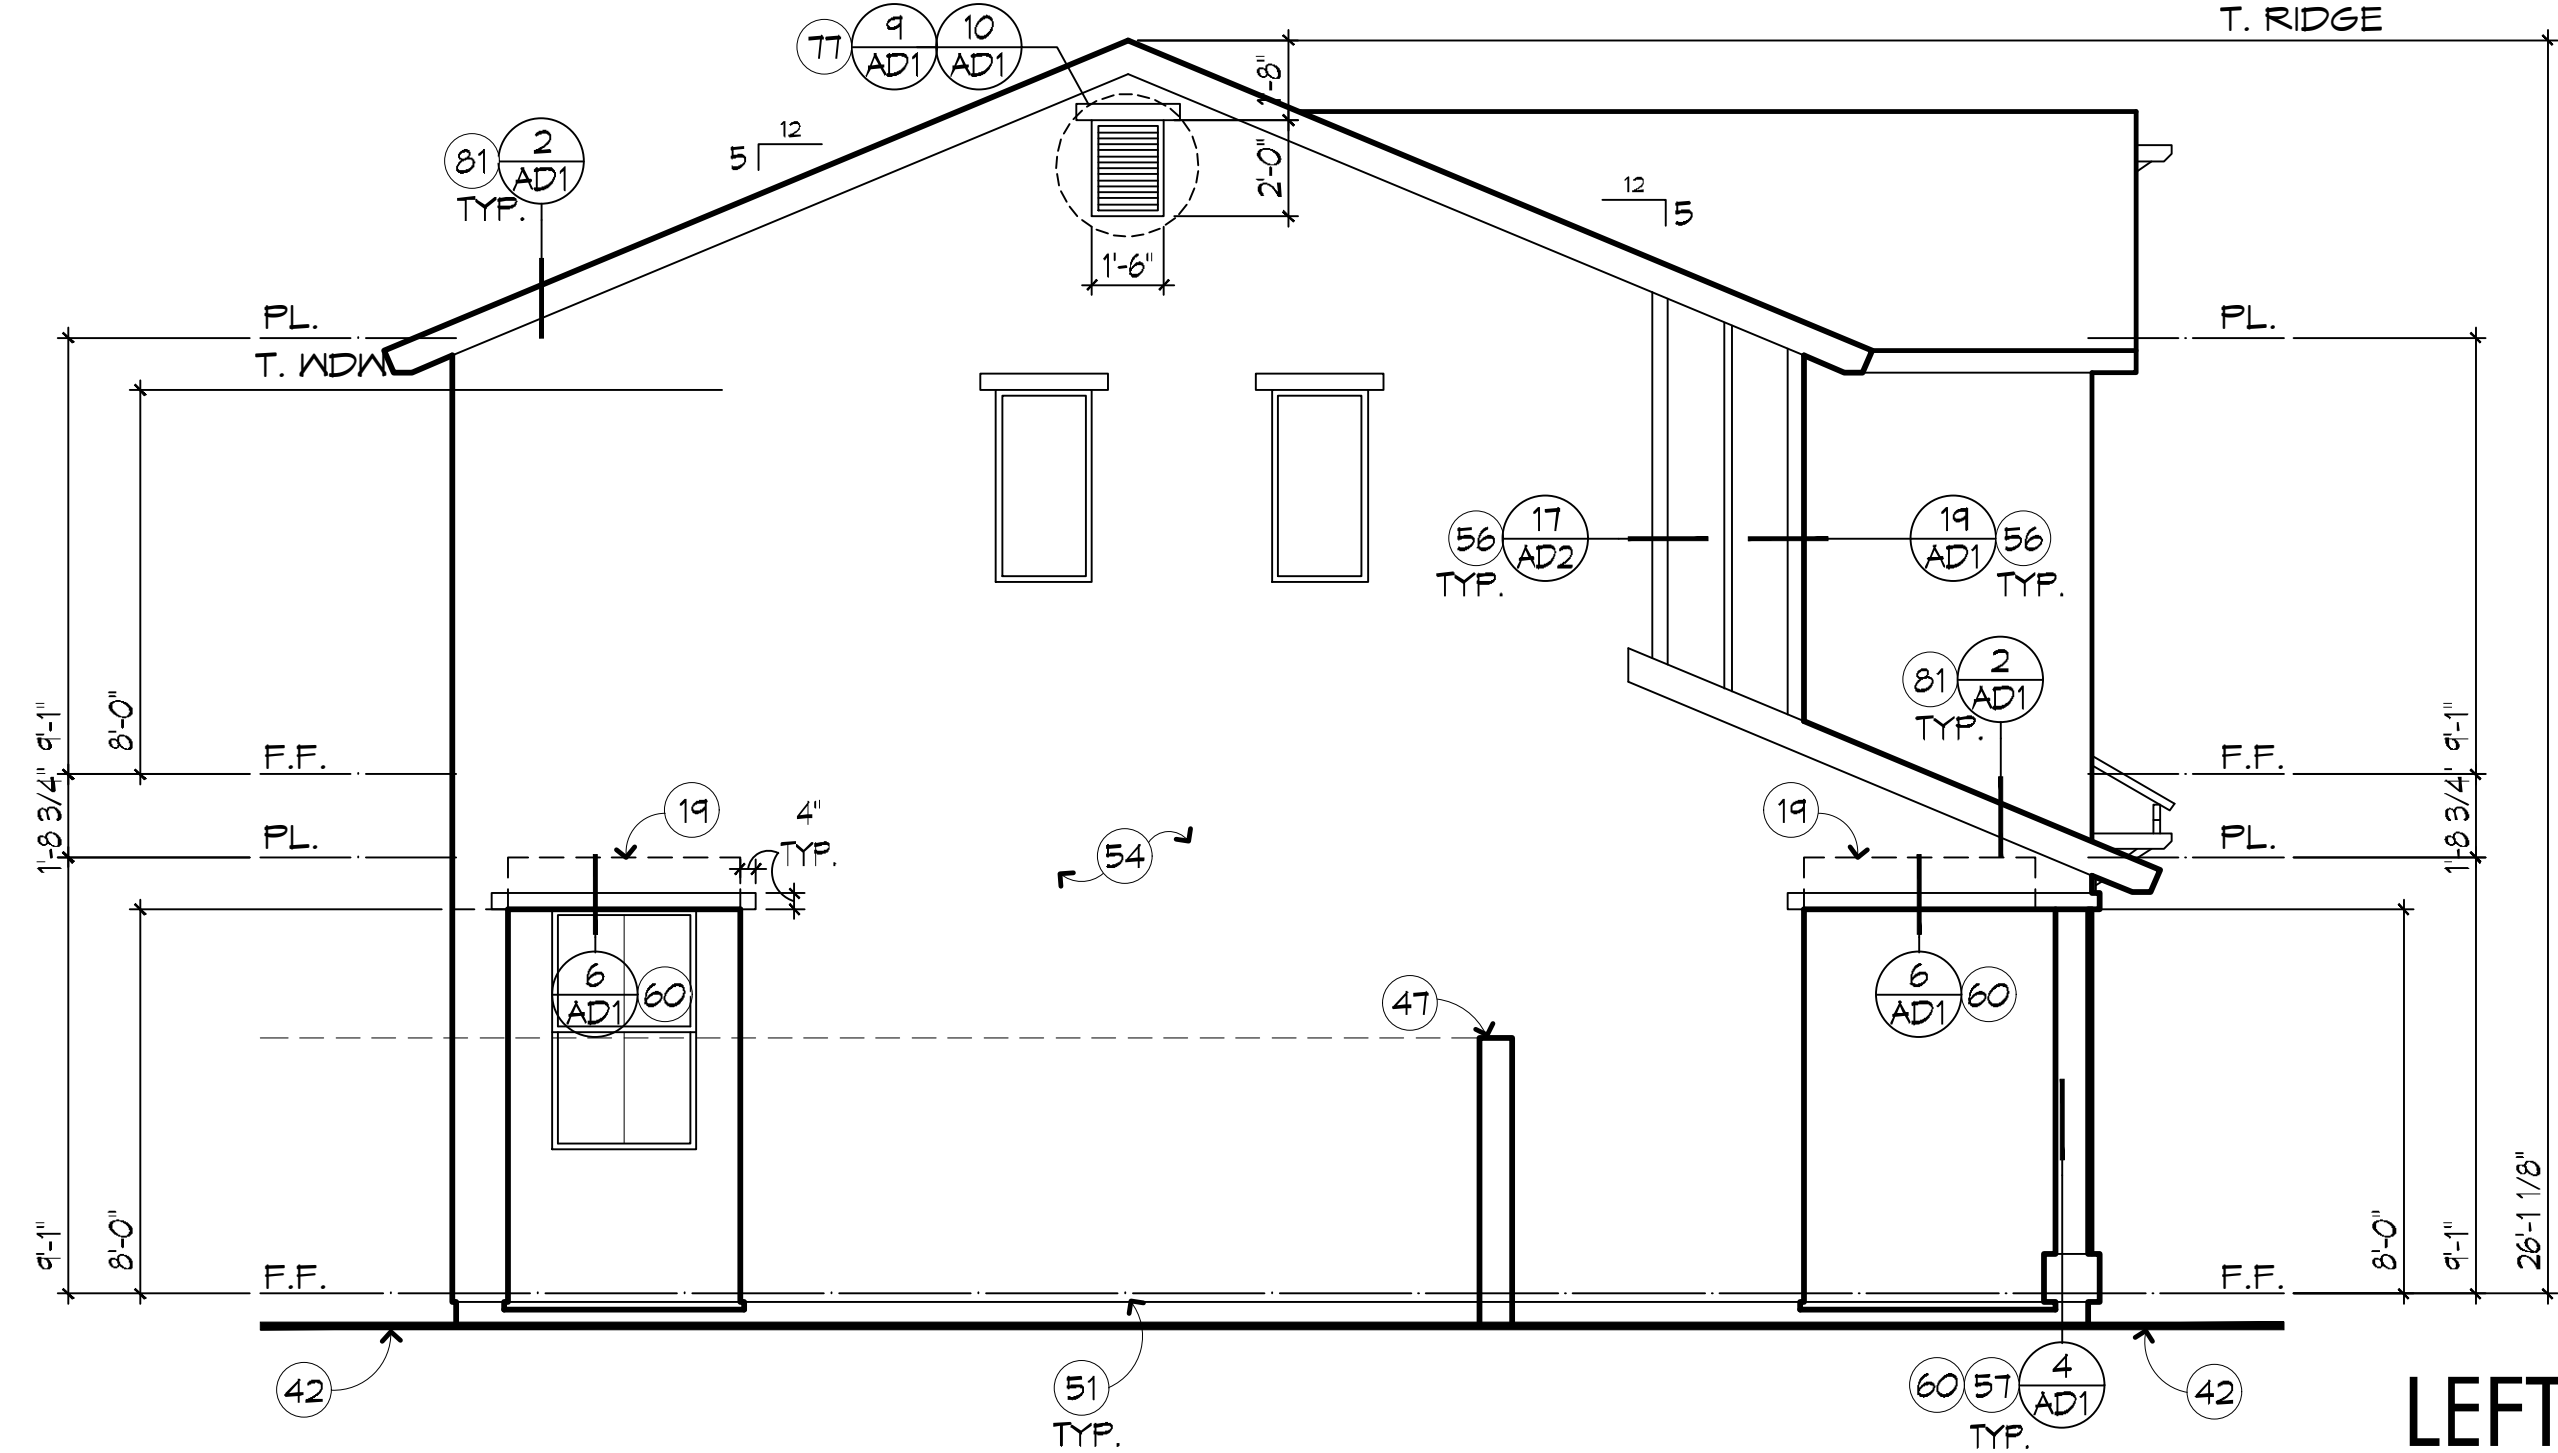 T. RIDGE
77
9
AD1
10
AD1
1'-8"
12
5
81
2
AD1
TYP.
2'-0"
12
5
1'-6"
PL.
PL.
T. WDW
56
17
AD2
TYP.
19
AD1
56
TYP.
81
2
AD1
TYP.
9'-1"
8'-0"
9'-1"
F.F.
F.F.
1'-8 3/4"
19
4"
TYP.
54
19
1'-8 3/4"
PL.
PL.
6
AD1
60
47
6
AD1
60
9'-1"
8'-0"
8'-0"
9'-1"
26'-1 1/8"
F.F.
F.F.
42
51
TYP.
60
57
4
AD1
TYP.
42
LEFT